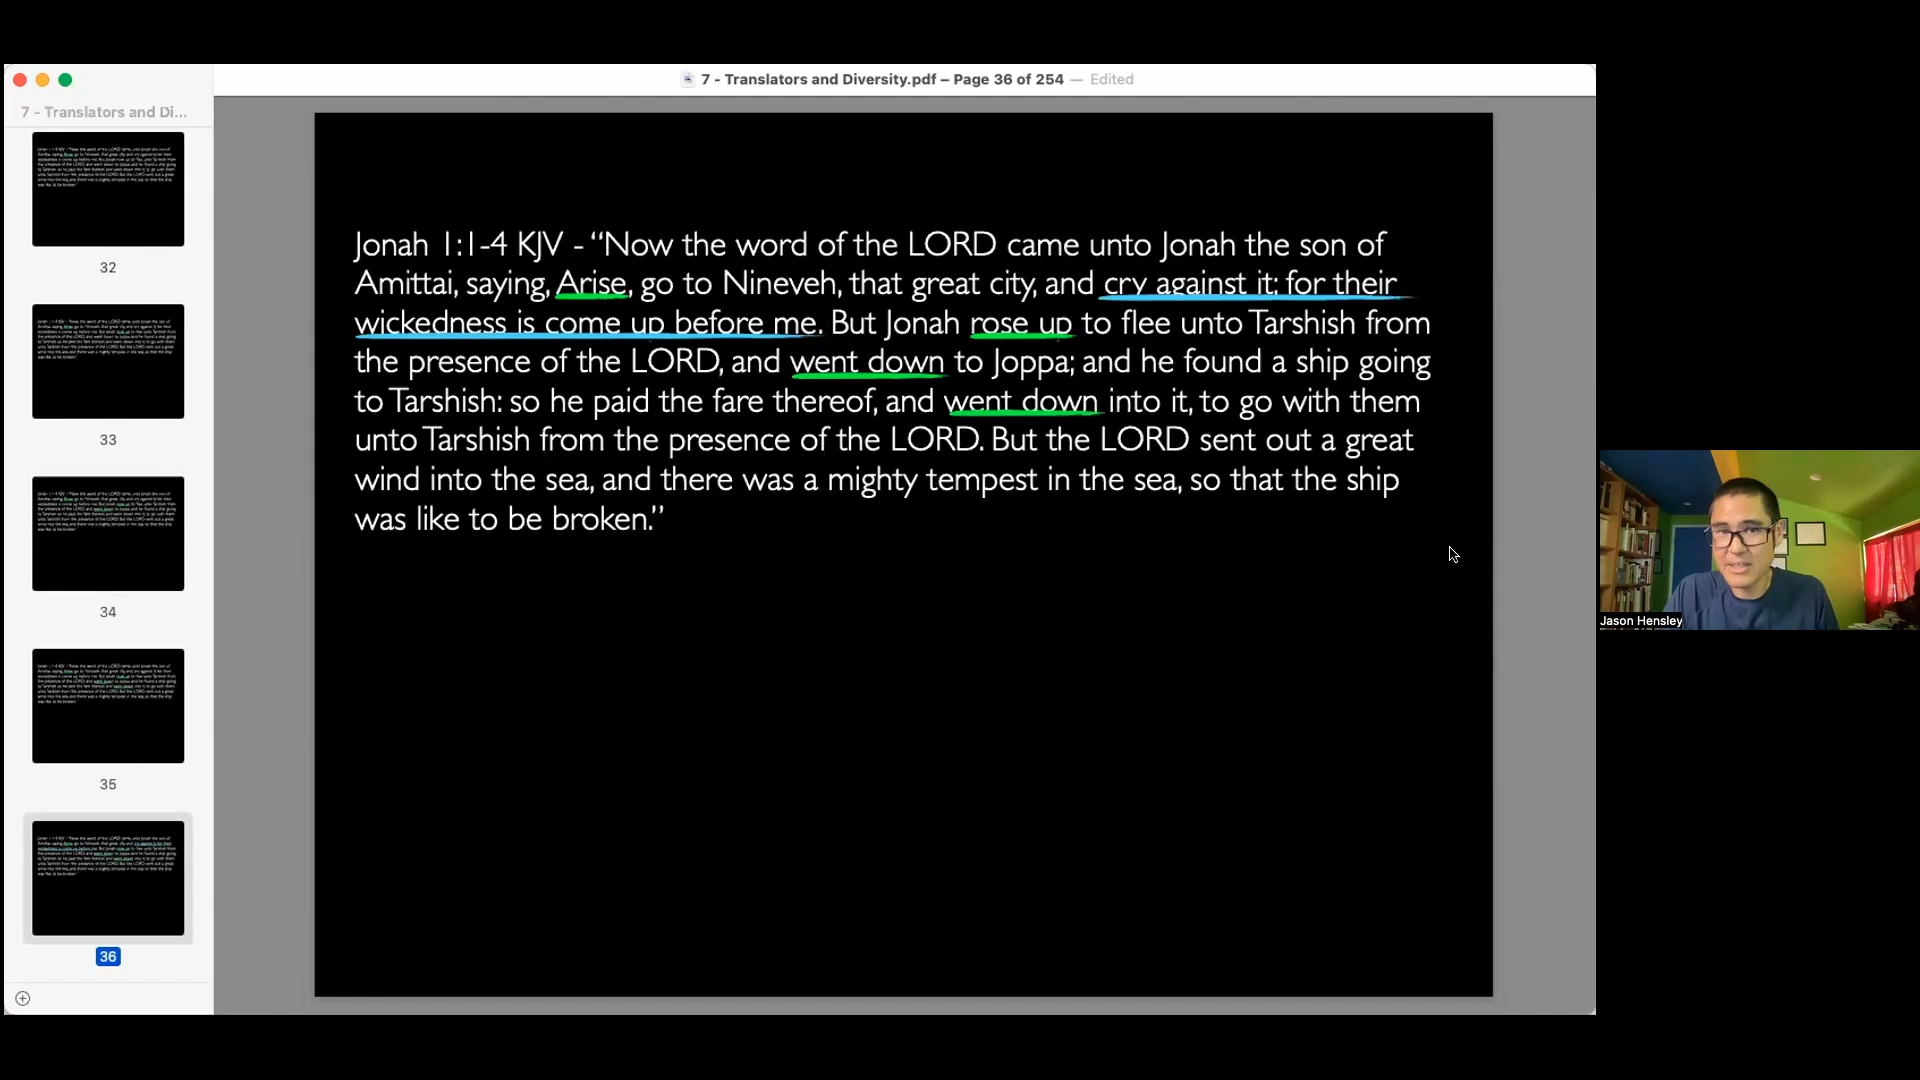 7 - Translators and Diversity.pdf – Page 36 of 254 — Edited
7 - Translators and Di...
32
33
34
35
36
Jonah 1:1-4 KJV - “Now the word of the LORD came unto Jonah the son of
Amittai, saying, Arise, go to Nineveh, that great city, and cry against it; for their
wickedness is come up before me. But Jonah rose up to flee unto Tarshish from
the presence of the LORD, and went down to Joppa; and he found a ship going
to Tarshish: so he paid the fare thereof, and went down into it, to go with them
unto Tarshish from the presence of the LORD. But the LORD sent out a great
wind into the sea, and there was a mighty tempest in the sea, so that the ship
was like to be broken.”
Jason Hensley